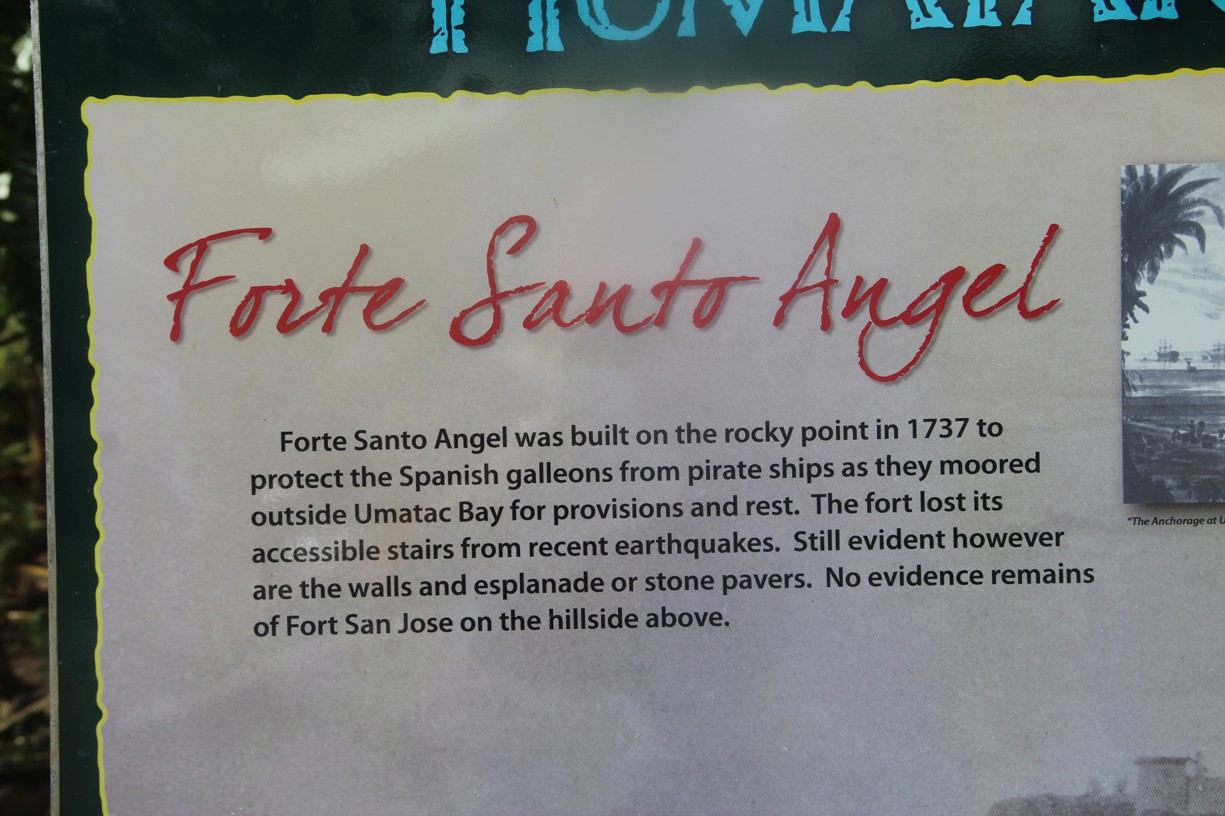 Forte Santo Angel
Forte Santo Angel was built on the rocky point in 1737 to
protect the Spanish galleons from pirate ships as they moored
outside Umatac Bay for provisions and rest.  The fort lost its
accessible stairs from recent earthquakes.  Still evident however
are the walls and esplanade or stone pavers.  No evidence remains
of Fort San Jose on the hillside above.
"The Anchorage at U